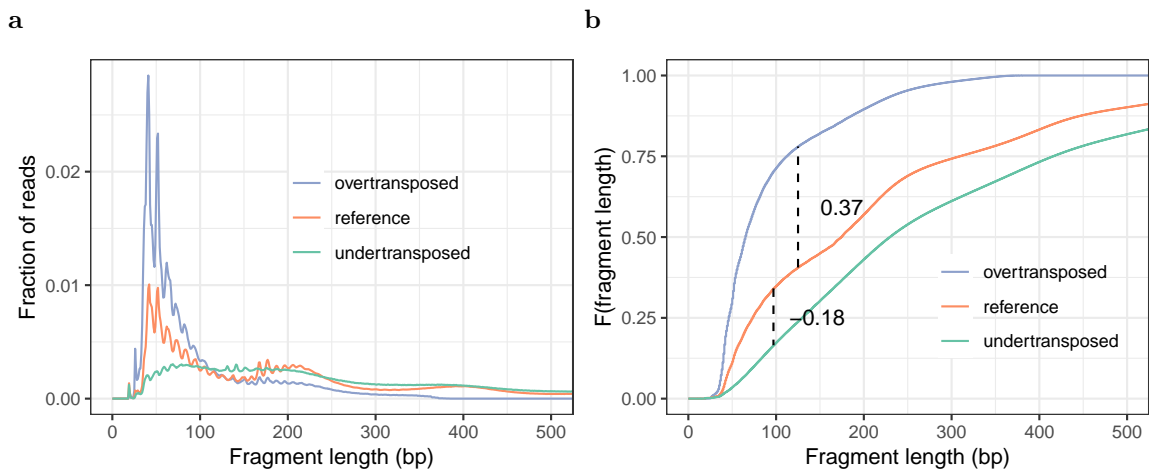 a
0.02
0.01
0.00
Fraction of reads
overtransposed
reference
undertransposed
0 100 200 300 400 500
Fragment length (bp)
b
1.00
0.75
0.50
0.25
0.00
F(fragment length)
0.37
−0.18
overtransposed
reference
undertransposed
0 100 200 300 400 500
Fragment length (bp)